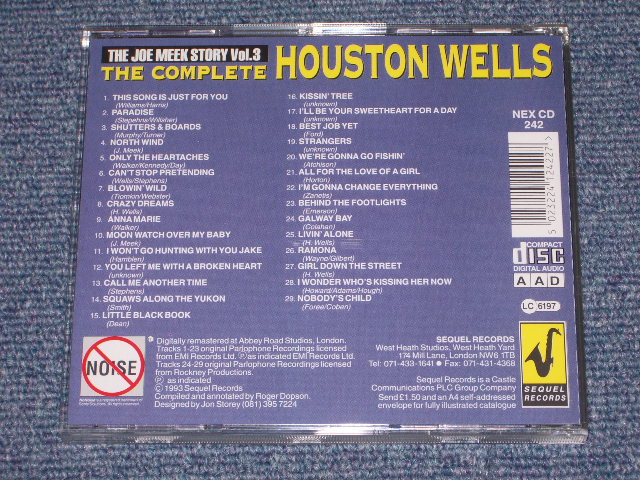 THE JOE MEEK STORY Vol.3
THE COMPLETE HOUSTON WELLS
1. THIS SONG IS JUST FOR YOU
(Williams/Harris)
2. PARADISE
(Stephens/Willsher)
3. SHUTTERS & BOARDS
(Murphy/Turner)
4. NORTH WIND
(J. Meek)
5. ONLY THE HEARTACHES
(Walker/Kennedy/Day)
6. CAN'T STOP PRETENDING
(Wells/Stephens)
7. BLOWIN' WILD
(Tiomkin/Webster)
8. CRAZY DREAMS
(H. Wells)
9. ANNA MARIE
(Walker)
10. MOON WATCH OVER MY BABY
(J. Meek)
11. I WON'T GO HUNTING WITH YOU JAKE
(Hamblen)
12. YOU LEFT ME WITH A BROKEN HEART
(unknown)
13. CALL ME ANOTHER TIME
(Stephens)
14. SQUAWS ALONG THE YUKON
(Smith)
15. LITTLE BLACK BOOK
(Dean)
16. KISSIN' TREE
(unknown)
17. I'LL BE YOUR SWEETHEART FOR A DAY
(unknown)
18. BEST JOB YET
(Ford)
19. STRANGERS
(unknown)
20. WE'RE GONNA GO FISHIN'
(Atchison)
21. ALL FOR THE LOVE OF A GIRL
(Horton)
22. I'M GONNA CHANGE EVERYTHING
(Zanetis)
23. BEHIND THE FOOTLIGHTS
(Emerson)
24. GALWAY BAY
(Colahan)
25. LIVIN' ALONE
(H. Wells)
26. RAMONA
(Wayne/Gilbert)
27. GIRL DOWN THE STREET
(H. Wells)
28. I WONDER WHO'S KISSING HER NOW
(Howard/Adams/Hough)
29. NOBODY'S CHILD
(Foree/Coben)
NEX CD
242
5 023224 124227
COMPACT
disc
DIGITAL AUDIO
AAD
LC 6197
NOISE
Digitally remastered at Abbey Road Studios, London.
Tracks 1-23 original Parlophone Recordings licensed
from EMI Records Ltd. ℗ as indicated EMI Records Ltd.
Tracks 24-29 original Parlophone Recordings licensed
from Rockney Productions.
℗ as indicated
© 1993 Sequel Records
Compiled and annotated by Roger Dopson.
Designed by Jon Storey (081) 395 7224
SEQUEL RECORDS
West Heath Studios, West Heath Yard
174 Mill Lane, London NW6 1TB
Tel: 071-433-1641 ● Fax: 071-431-4368
Sequel Records is a Castle
Communications PLC Group Company
Send £1.50 and an A4 self-addressed
envelope for fully illustrated catalogue
SEQUEL
RECORDS